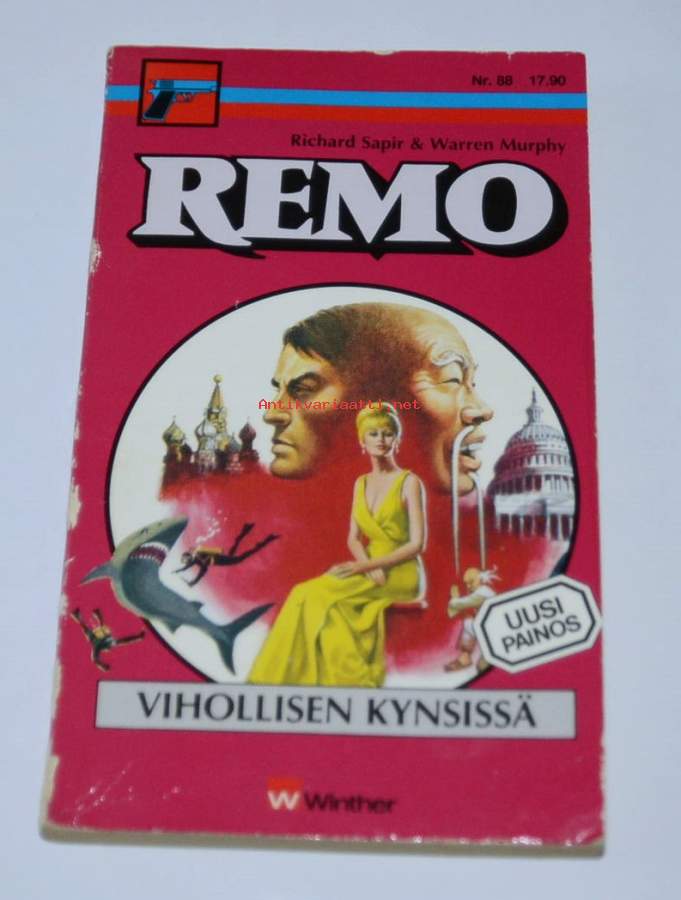 Nr. 88 17.90
Richard Sapir & Warren Murphy
REMO
Antikvariaatti.net
UUSI
PAINOS
VIHOLLISEN KYNSISSÄ
W Winther